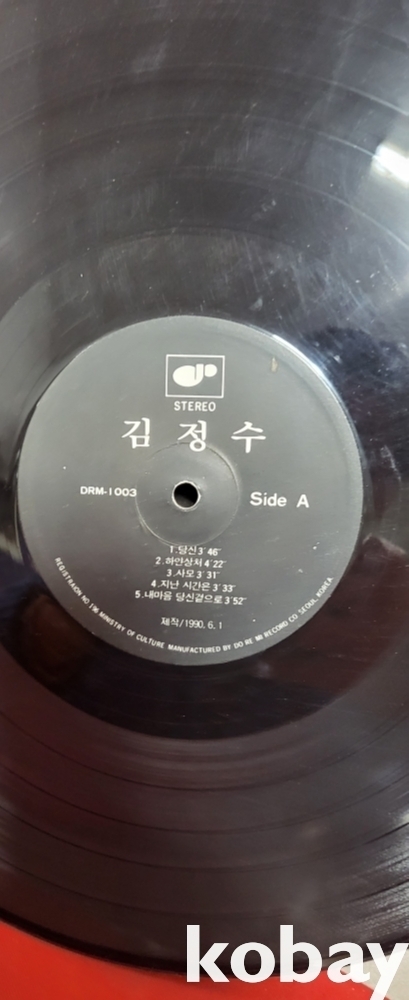 STEREO
김정수
DRM-1003
Side A
1.당신 3'46"
2.하얀상처 4'22"
3.사모 3'31"
4.지난 시간은 3'33"
5.내마음 당신곁으로 3'52"
제작/1990.6.1
REGISTRAION NO 136 MINISTRY OF CULTURE MANUFACTURED BY DO RE MI RECORD CO SEOUL, KOREA
kobay